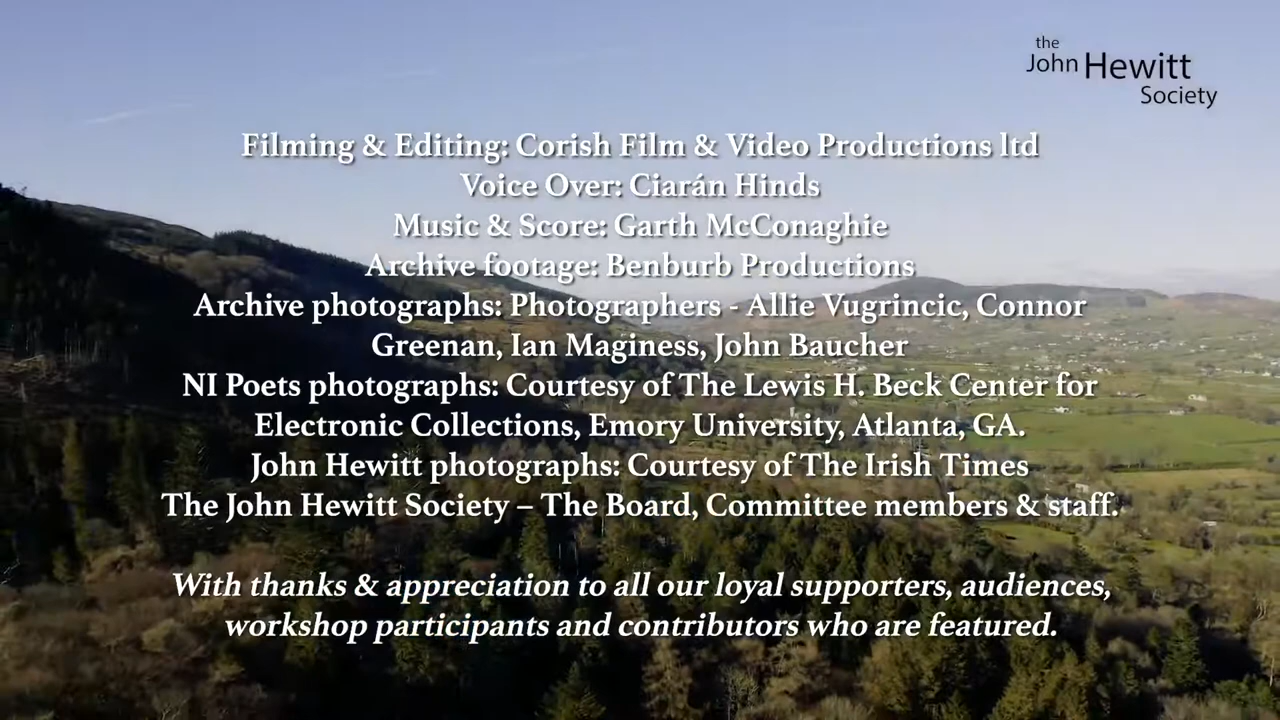 the
John Hewitt
Society
Filming & Editing: Corish Film & Video Productions ltd
Voice Over: Ciarán Hinds
Music & Score: Garth McConaghie
Archive footage: Benburb Productions
Archive photographs: Photographers - Allie Vugrincic, Connor
Greenan, Ian Maginess, John Baucher
NI Poets photographs: Courtesy of The Lewis H. Beck Center for
Electronic Collections, Emory University, Atlanta, GA.
John Hewitt photographs: Courtesy of The Irish Times
The John Hewitt Society – The Board, Committee members & staff.
With thanks & appreciation to all our loyal supporters, audiences,
workshop participants and contributors who are featured.